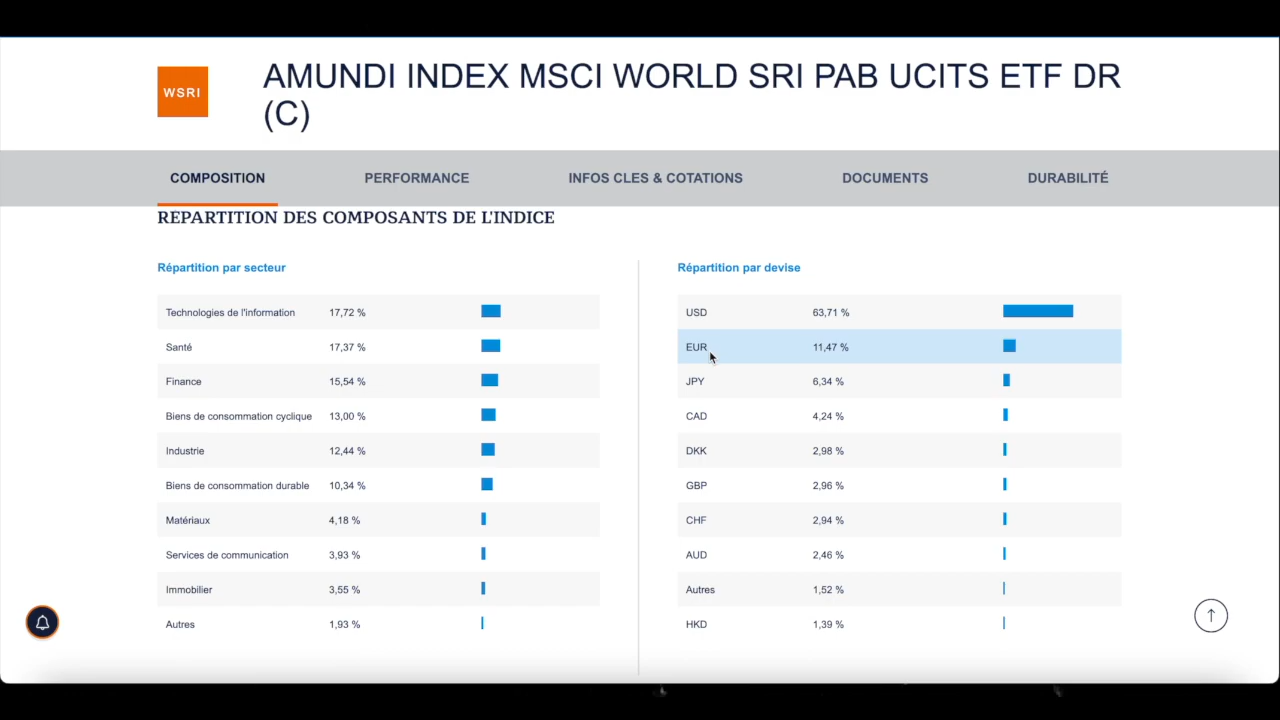 WSRI
AMUNDI INDEX MSCI WORLD SRI PAB UCITS ETF DR
(C)
COMPOSITION PERFORMANCE INFOS CLES & COTATIONS DOCUMENTS DURABILITÉ
RÉPARTITION DES COMPOSANTS DE L'INDICE
Répartition par secteur
Technologies de l'information 17,72 %
Santé 17,37 %
Finance 15,54 %
Biens de consommation cyclique 13,00 %
Industrie 12,44 %
Biens de consommation durable 10,34 %
Matériaux 4,18 %
Services de communication 3,93 %
Immobilier 3,55 %
Autres 1,93 %
Répartition par devise
USD 63,71 %
EUR 11,47 %
JPY 6,34 %
CAD 4,24 %
DKK 2,98 %
GBP 2,96 %
CHF 2,94 %
AUD 2,46 %
Autres 1,52 %
HKD 1,39 %